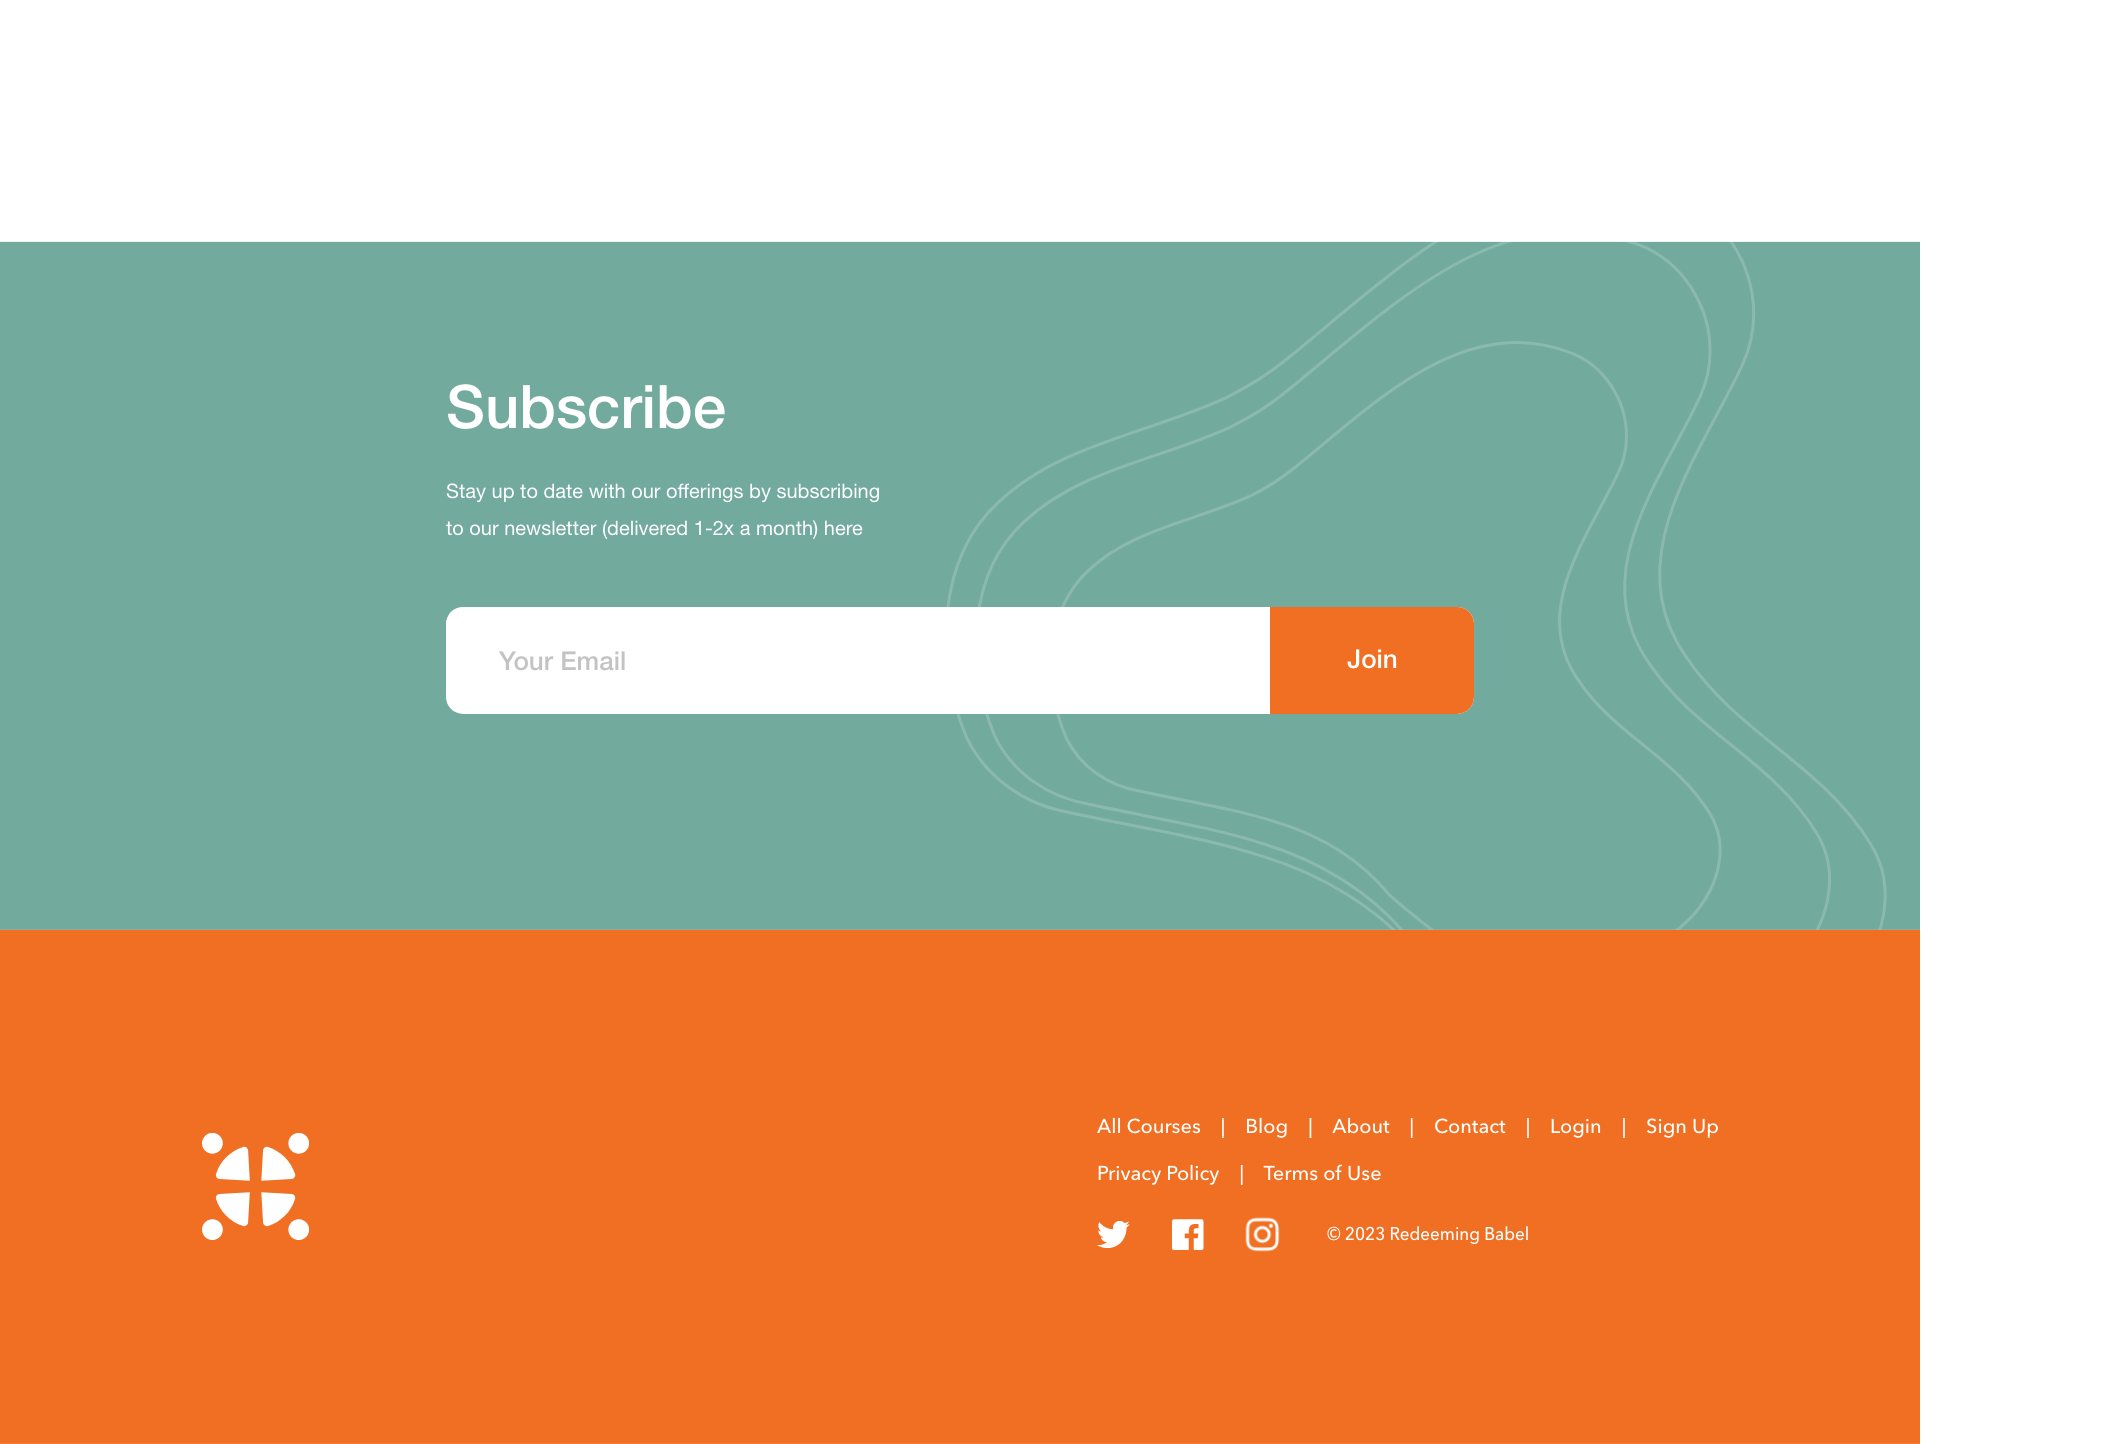 Subscribe
Stay up to date with our offerings by subscribing
to our newsletter (delivered 1-2x a month) here
Your Email
Join
All Courses | Blog | About | Contact | Login | Sign Up
Privacy Policy | Terms of Use
© 2023 Redeeming Babel